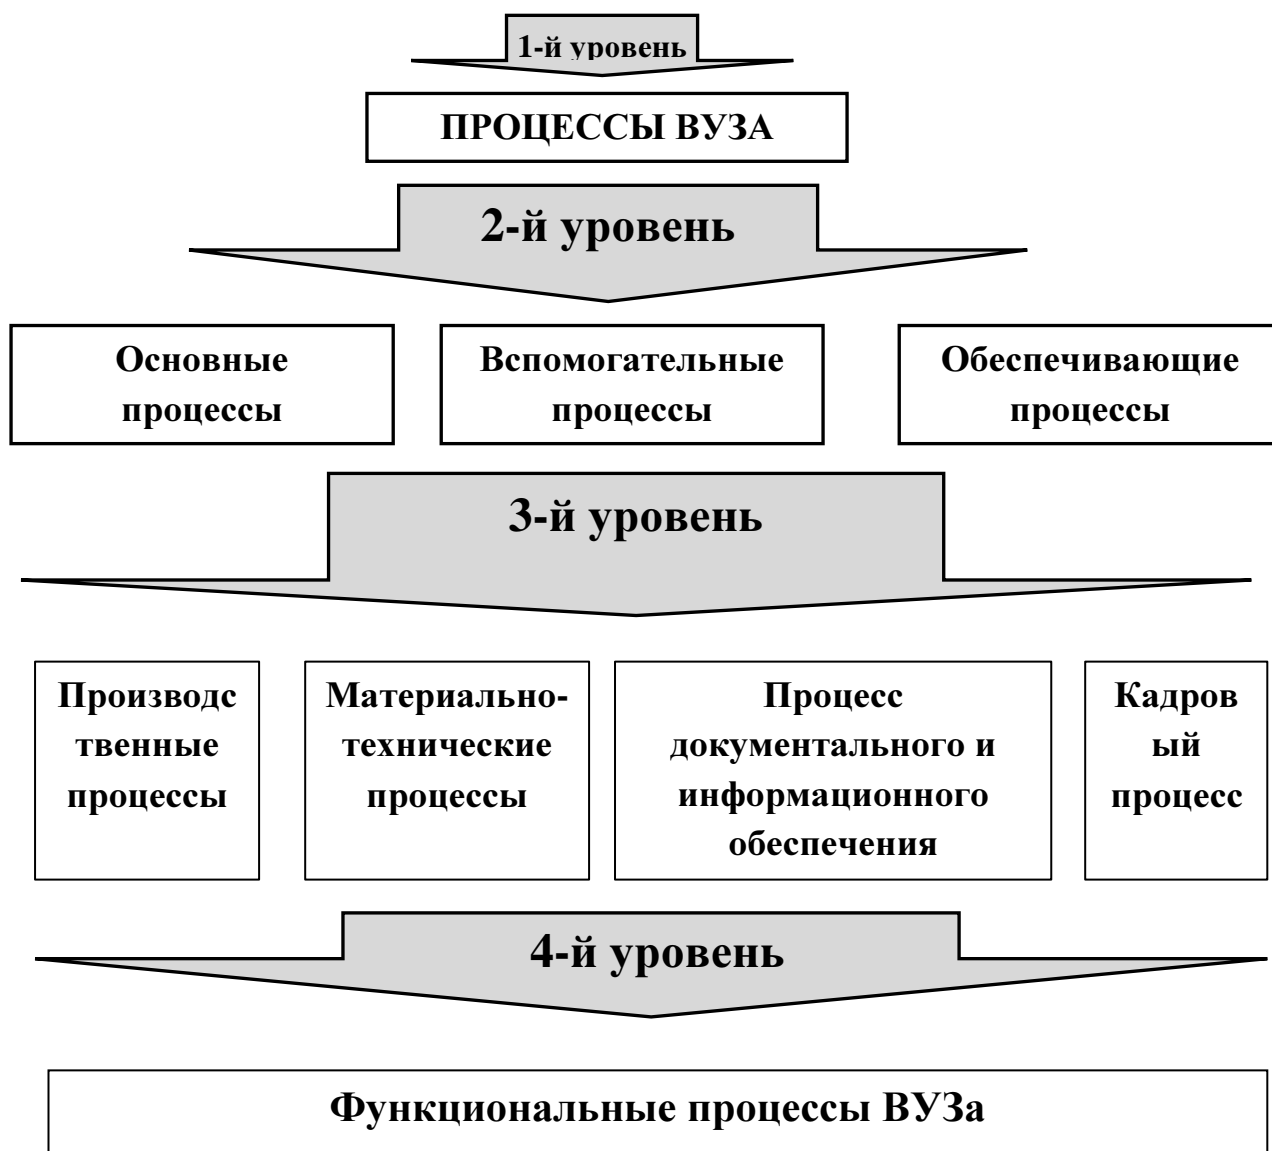 1-й уровень
ПРОЦЕССЫ ВУЗА
2-й уровень
Основные
процессы
Вспомогательные
процессы
Обеспечивающие
процессы
3-й уровень
Производс
твенные
процессы
Материально-
технические
процессы
Процесс
документального и
информационного
обеспечения
Кадров
ый
процесс
4-й уровень
Функциональные процессы ВУЗа